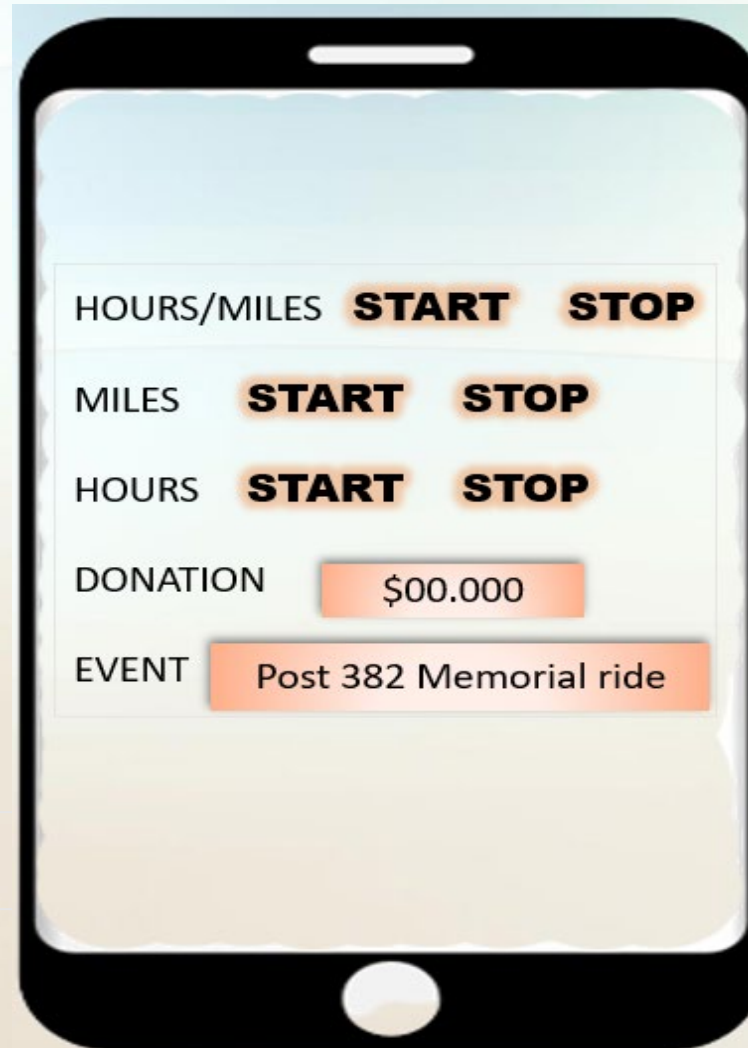 HOURS/MILES START STOP
MILES START STOP
HOURS START STOP
DONATION $00.000
EVENT Post 382 Memorial ride